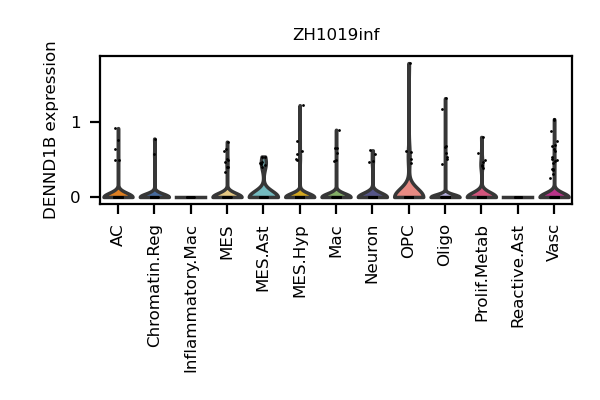 ZH1019inf
DENND1B expression
1
0
AC
Chromatin.Reg
Inflammatory.Mac
MES
MES.Ast
MES.Hyp
Mac
Neuron
OPC
Oligo
Prolif.Metab
Reactive.Ast
Vasc